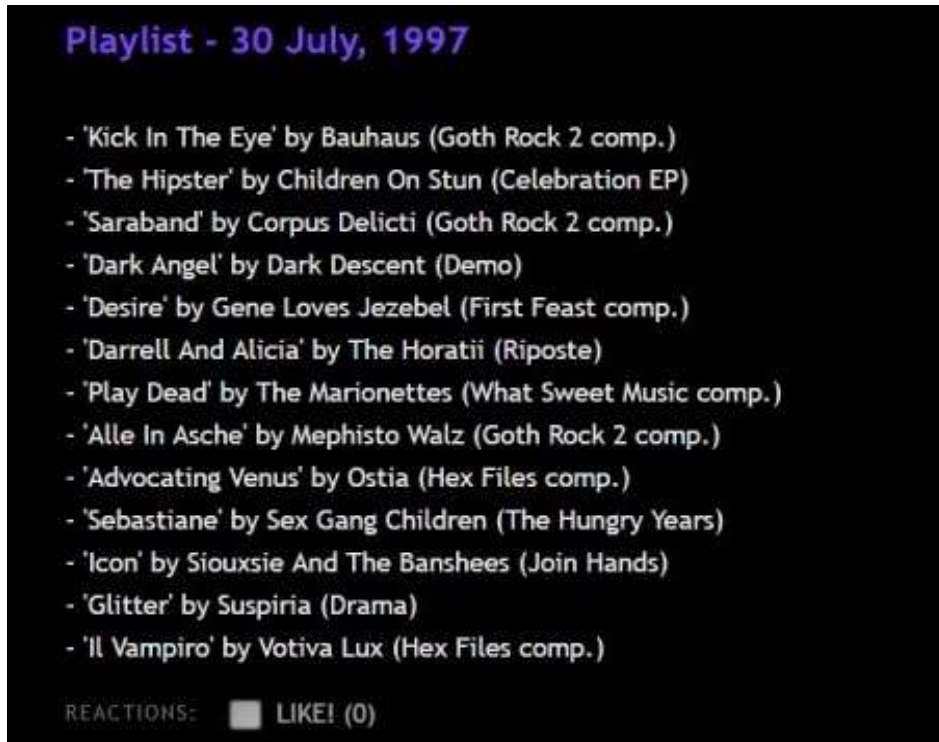 Playlist - 30 July, 1997
- 'Kick In The Eye' by Bauhaus (Goth Rock 2 comp.)
- 'The Hipster' by Children On Stun (Celebration EP)
- 'Saraband' by Corpus Delicti (Goth Rock 2 comp.)
- 'Dark Angel' by Dark Descent (Demo)
- 'Desire' by Gene Loves Jezebel (First Feast comp.)
- 'Darrell And Alicia' by The Horatii (Riposte)
- 'Play Dead' by The Marionettes (What Sweet Music comp.)
- 'Alle In Asche' by Mephisto Walz (Goth Rock 2 comp.)
- 'Advocating Venus' by Ostia (Hex Files comp.)
- 'Sebastiane' by Sex Gang Children (The Hungry Years)
- 'Icon' by Siouxsie And The Banshees (Join Hands)
- 'Glitter' by Suspiria (Drama)
- 'Il Vampiro' by Votiva Lux (Hex Files comp.)
REACTIONS: LIKE! (0)